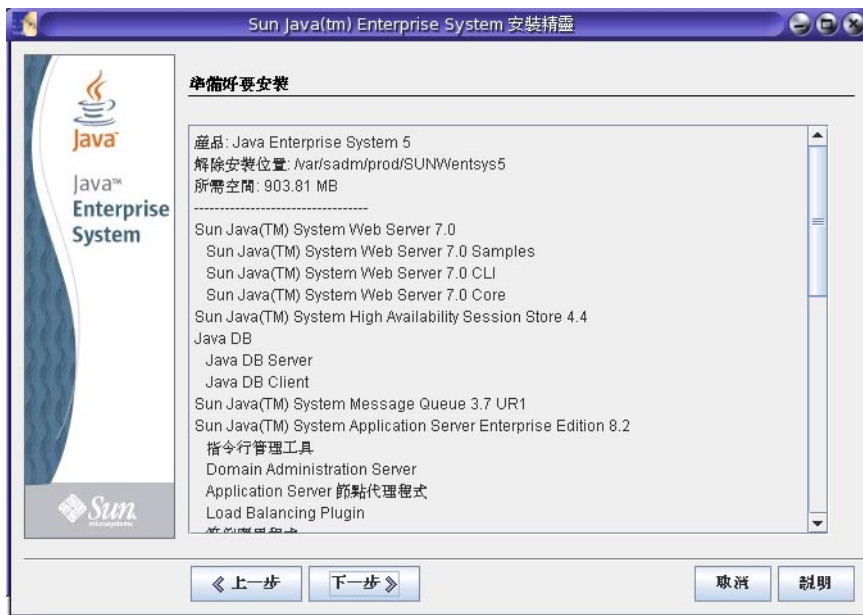 Sun Java(tm) Enterprise System 安裝精靈
Java
Java™
Enterprise
System
Sun
microsystems
準備好要安裝
產品: Java Enterprise System 5
解除安裝位置: /var/sadm/prod/SUNWentsys5
所需空間: 903.81 MB
--------------------------------
Sun Java(TM) System Web Server 7.0
Sun Java(TM) System Web Server 7.0 Samples
Sun Java(TM) System Web Server 7.0 CLI
Sun Java(TM) System Web Server 7.0 Core
Sun Java(TM) System High Availability Session Store 4.4
Java DB
Java DB Server
Java DB Client
Sun Java(TM) System Message Queue 3.7 UR1
Sun Java(TM) System Application Server Enterprise Edition 8.2
指令行管理工具
Domain Administration Server
Application Server 節點代理程式
Load Balancing Plugin
上一步
下一步
取消
說明